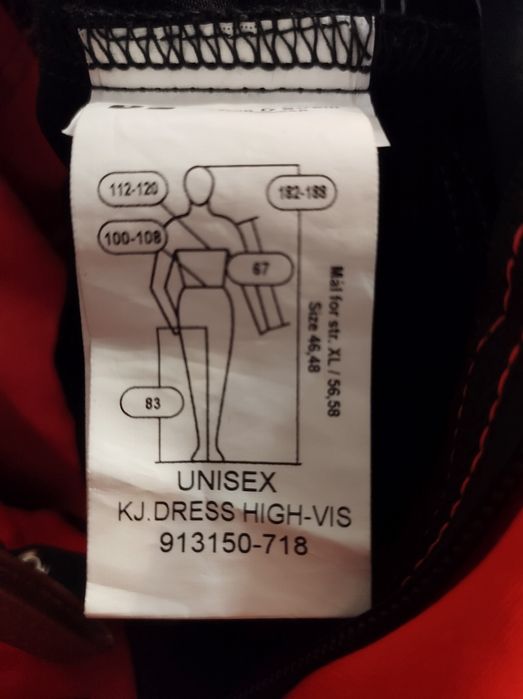 112-120
182-188
100-108
67
Mål for str. XL / 56,58
Size 46,48
83
UNISEX
KJ.DRESS HIGH-VIS
913150-718